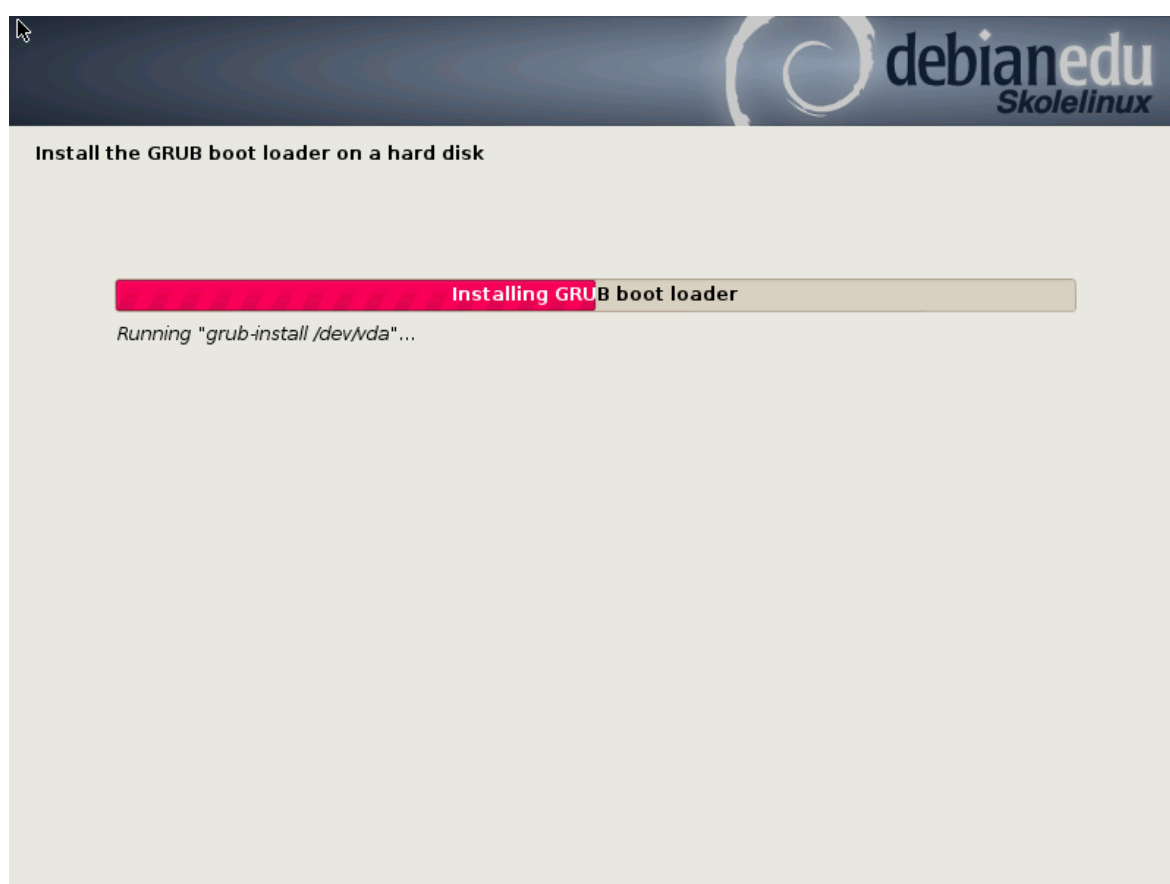 debianedu
Skolelinux
Install the GRUB boot loader on a hard disk
Installing GRUB boot loader
Running "grub-install /dev/vda"...